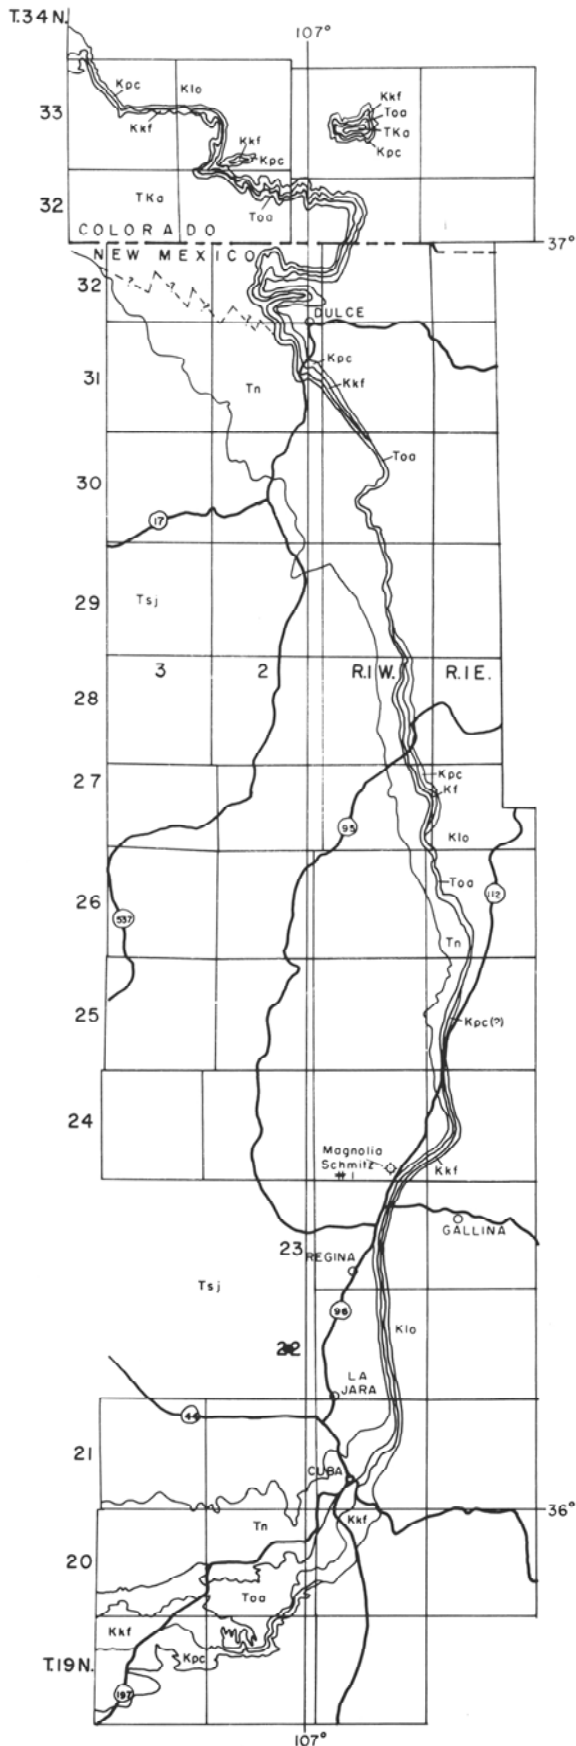 T.34 N.
107°
Kpc
Klo
Kkf
33
Kkf
Toa
TKa
Kpc
Kkf
Kpc
TKa
Toa
32
COLORADO
NEW MEXICO
37°
32
DULCE
Kpc
Kkf
31
Tn
Toa
30
17
29
Tsj
3
2
R.I W.
R.I E.
28
27
Kpc
Kf
95
Klo
Toa
26
112
537
Tn
25
Kpc(?)
24
Magnolia
Schmitz
#1
Kkf
GALLINA
23
REGINA
Tsj
96
Klo
22
LA
JARA
44
21
CUBA
36°
Kkf
Tn
20
Toa
Kkf
Kpc
T.19 N.
197
107°